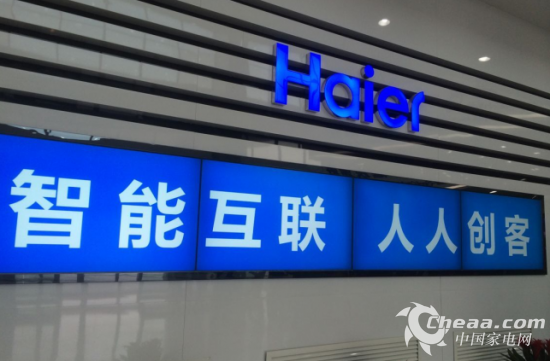 Haier
智能互联 人人创客
Cheaa.com
中国家电网